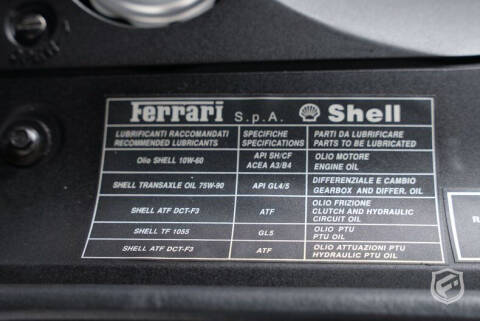 Ferrari S.p.A. Shell
LUBRIFICANTI RACCOMANDATI
RECOMMENDED LUBRICANTS
SPECIFICHE
SPECIFICATIONS
PARTI DA LUBRIFICARE
PARTS TO BE LUBRICATED
Olio SHELL 10W-60
API SH/CF
ACEA A3/B4
OLIO MOTORE
ENGINE OIL
SHELL TRANSAXLE OIL 75W-90
API GL4/5
DIFFERENZIALE E CAMBIO
GEARBOX AND DIFFER. OIL
SHELL ATF DCT-F3
ATF
OLIO FRIZIONE
CLUTCH AND HYDRAULIC
CIRCUIT OIL
SHELL TF 1055
GL5
OLIO PTU
PTU OIL
SHELL ATF DCT-F3
ATF
OLIO ATTUAZIONI PTU
HYDRAULIC PTU OIL